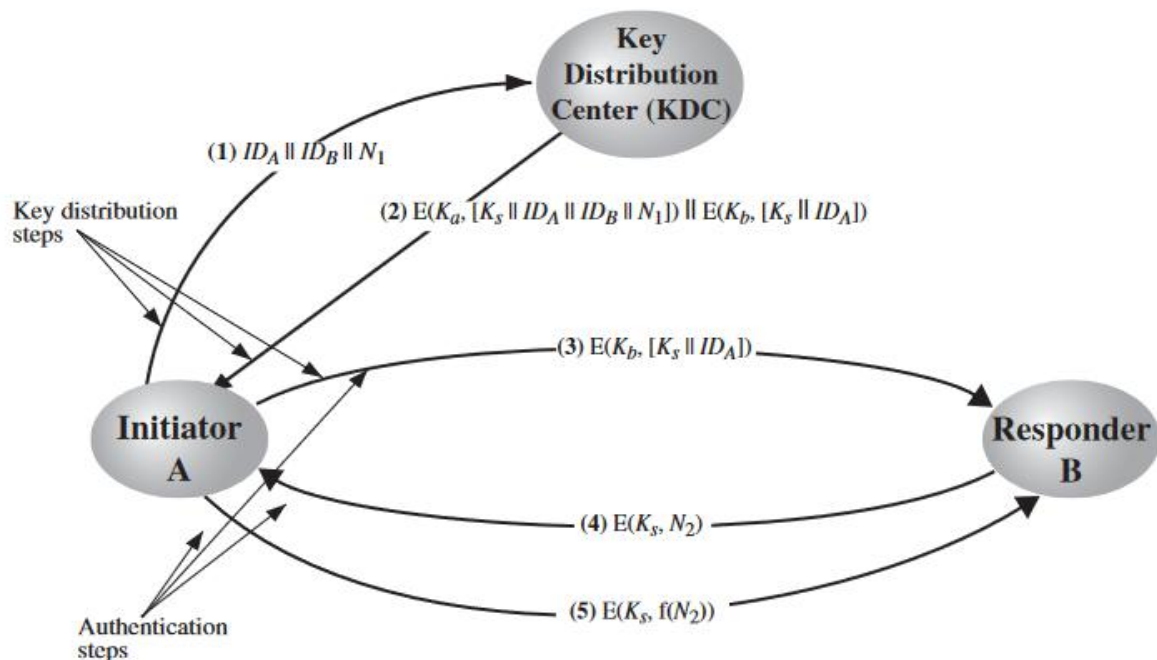 Key
Distribution
Center (KDC)
(1) ID_A || ID_B || N_1
Key distribution
steps
(2) E(K_a, [K_s || ID_A || ID_B || N_1]) || E(K_b, [K_s || ID_A])
(3) E(K_b, [K_s || ID_A])
Initiator
A
Responder
B
(4) E(K_s, N_2)
(5) E(K_s, f(N_2))
Authentication
steps